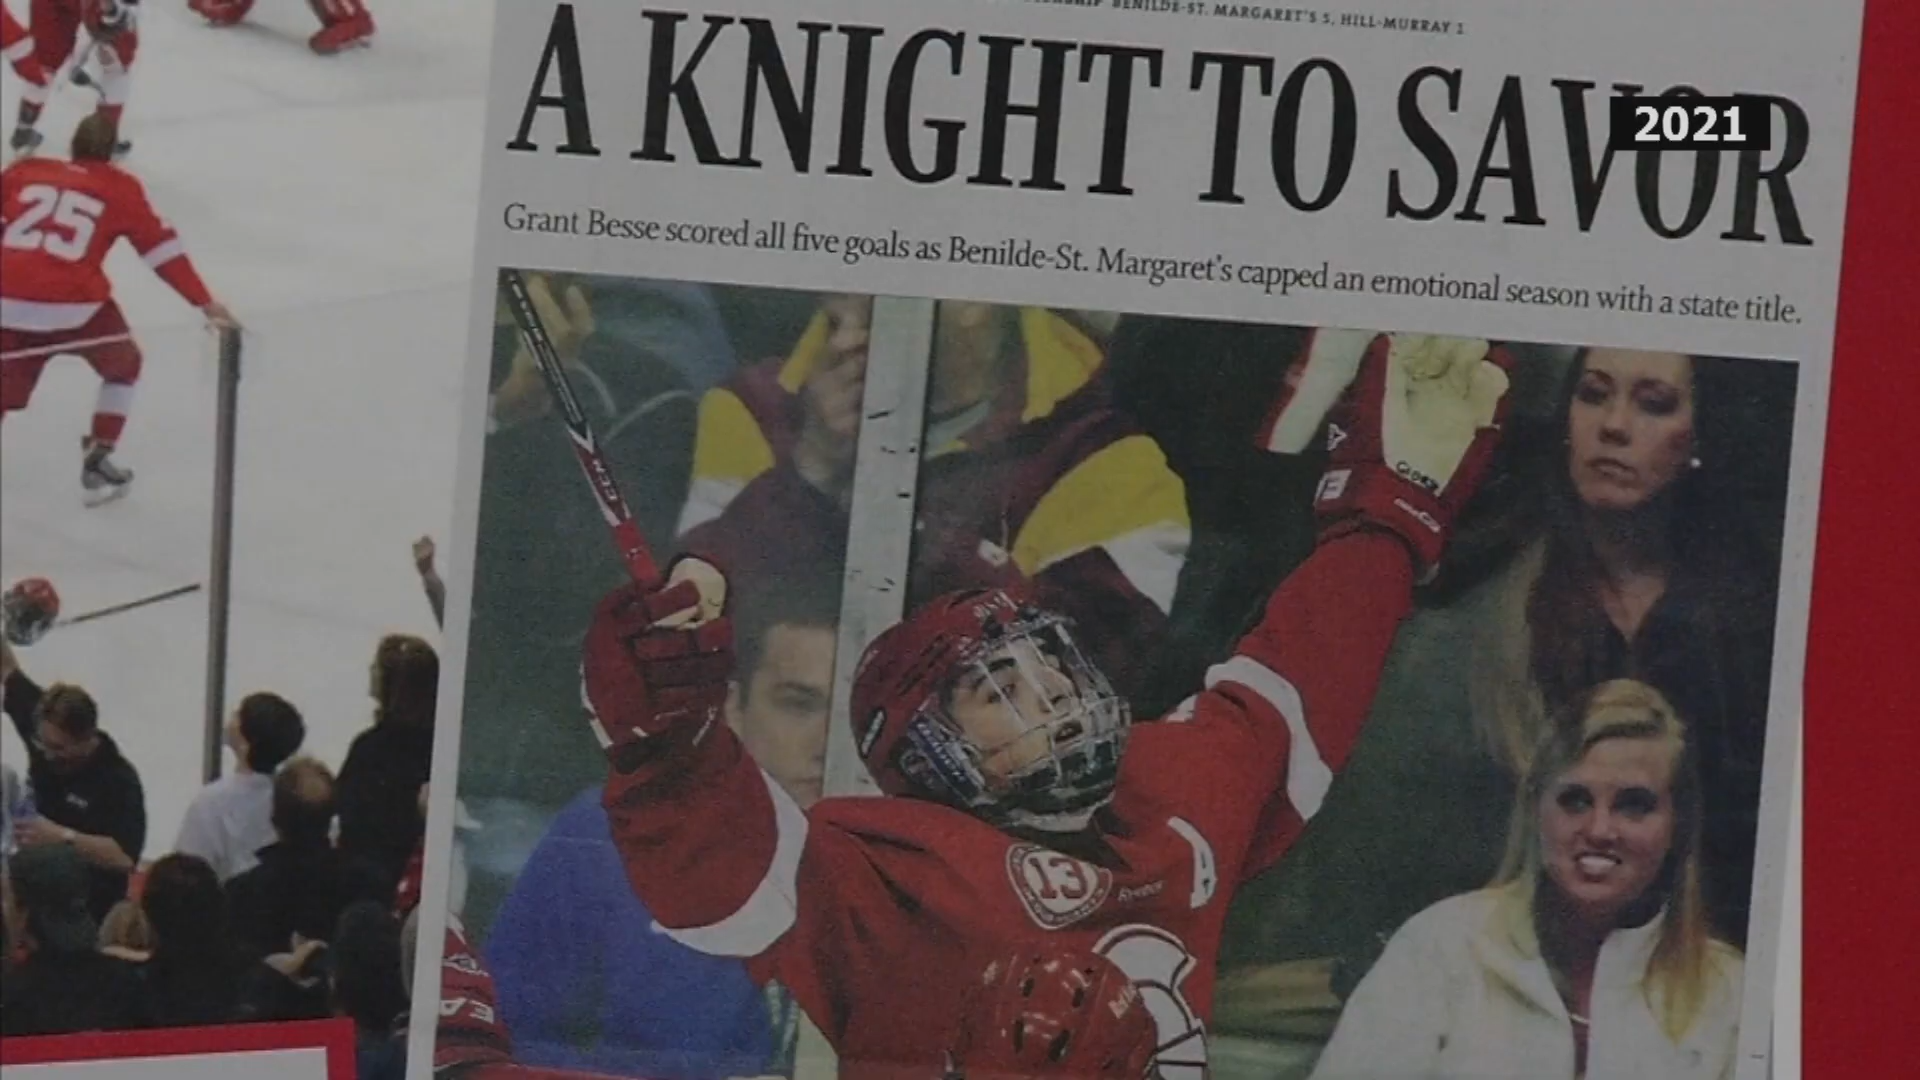 BENILDE-ST. MARGARET'S 5, HILL-MURRAY 1
A KNIGHT TO SAVOR
2021
Grant Besse scored all five goals as Benilde-St. Margaret's capped an emotional season with a state title.
25
CCM
13
Reebok
A